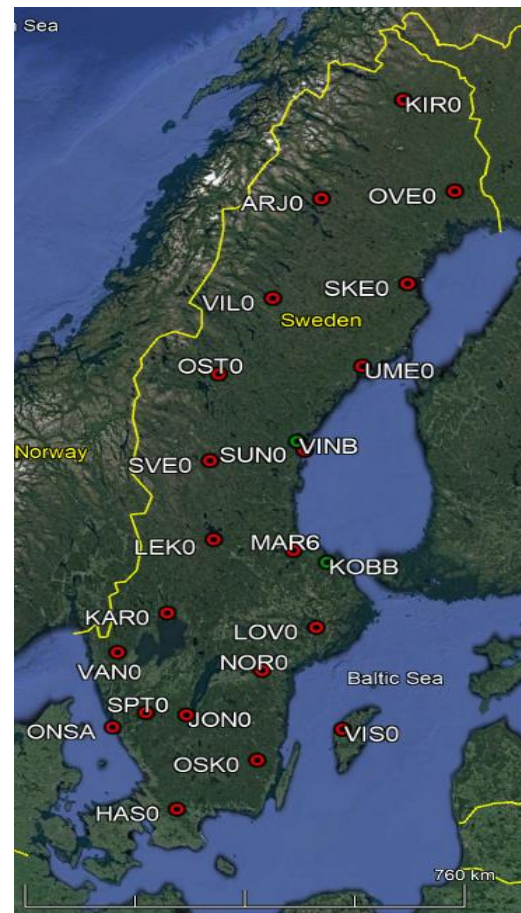 Sea
KIR0
ARJ0
OVE0
VIL0
SKE0
Sweden
OST0
UME0
Norway
SVE0
SUN0
VINB
LEK0
MAR6
KOBB
KAR0
LOV0
VAN0
NOR0
Baltic Sea
SPT0
JON0
ONSA
VIS0
OSK0
HAS0
760 km